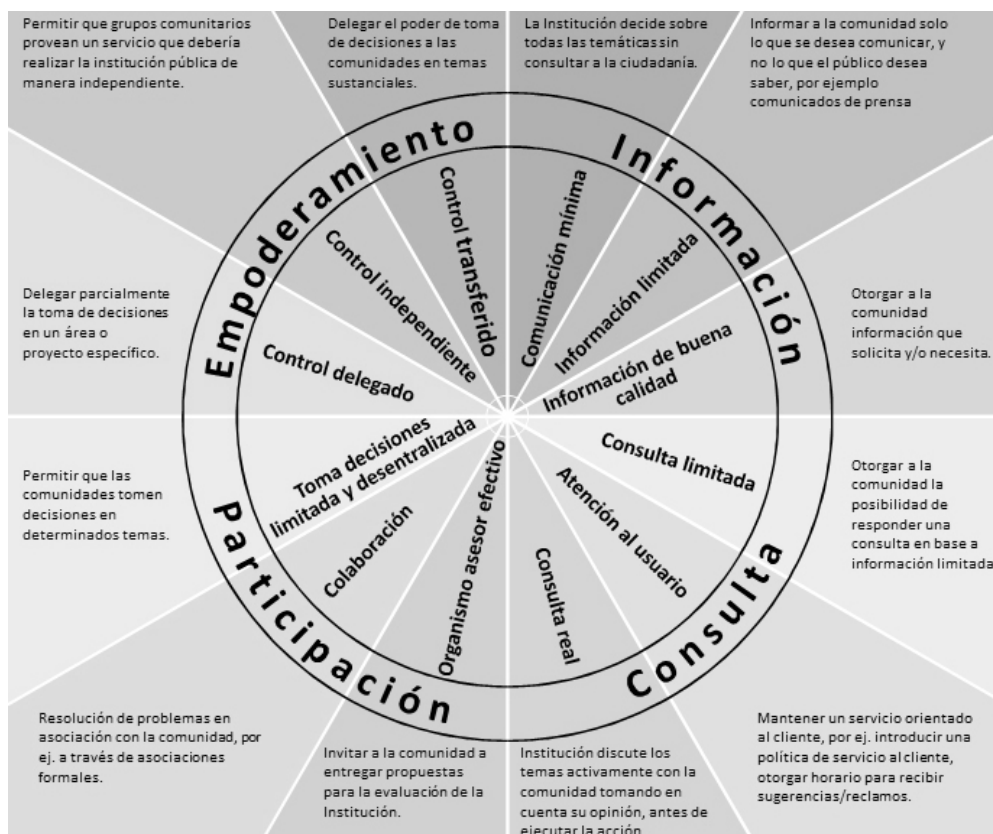 Permitir que grupos comunitarios
provean un servicio que debería
realizar la institución pública de
manera independiente.
Delegar el poder de toma
de decisiones a las
comunidades en temas
sustanciales.
La Institución decide sobre
todas las temáticas sin
consultar a la ciudadanía.
Informar a la comunidad solo
lo que se desea comunicar, y
no lo que el público desea
saber, por ejemplo
comunicados de prensa
Empoderamiento
Información
Control transferido
Comunicación mínima
Control independiente
Información limitada
Delegar parcialmente
la toma de decisiones
en un área o
proyecto específico.
Control delegado
Información de buena
calidad
Otorgar a la
comunidad
información que
solicita y/o necesita.
Permitir que las
comunidades tomen
decisiones en
determinados temas.
Toma decisiones
limitada y desentralizada
Consulta limitada
Otorgar a la
comunidad la
posibilidad de
responder una
consulta en base a
información limitada
Colaboración
Organismo asesor efectivo
Consulta real
Atención al usuario
Participación
Consulta
Resolución de problemas en
asociación con la comunidad, por
ej. a través de asociaciones
formales.
Invitar a la comunidad a
entregar propuestas
para la evaluación de la
Institución.
Institución discute los
temas activamente con la
comunidad tomando en
cuenta su opinión, antes de
ejecutar la acción
Mantener un servicio orientado
al cliente, por ej. introducir una
política de servicio al cliente,
otorgar horario para recibir
sugerencias/reclamos.